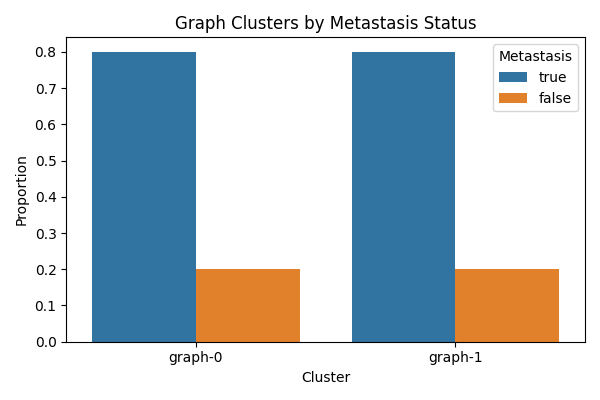 Graph Clusters by Metastasis Status
Metastasis
true
false
Proportion
0.8
0.7
0.6
0.5
0.4
0.3
0.2
0.1
0.0
graph-0
graph-1
Cluster